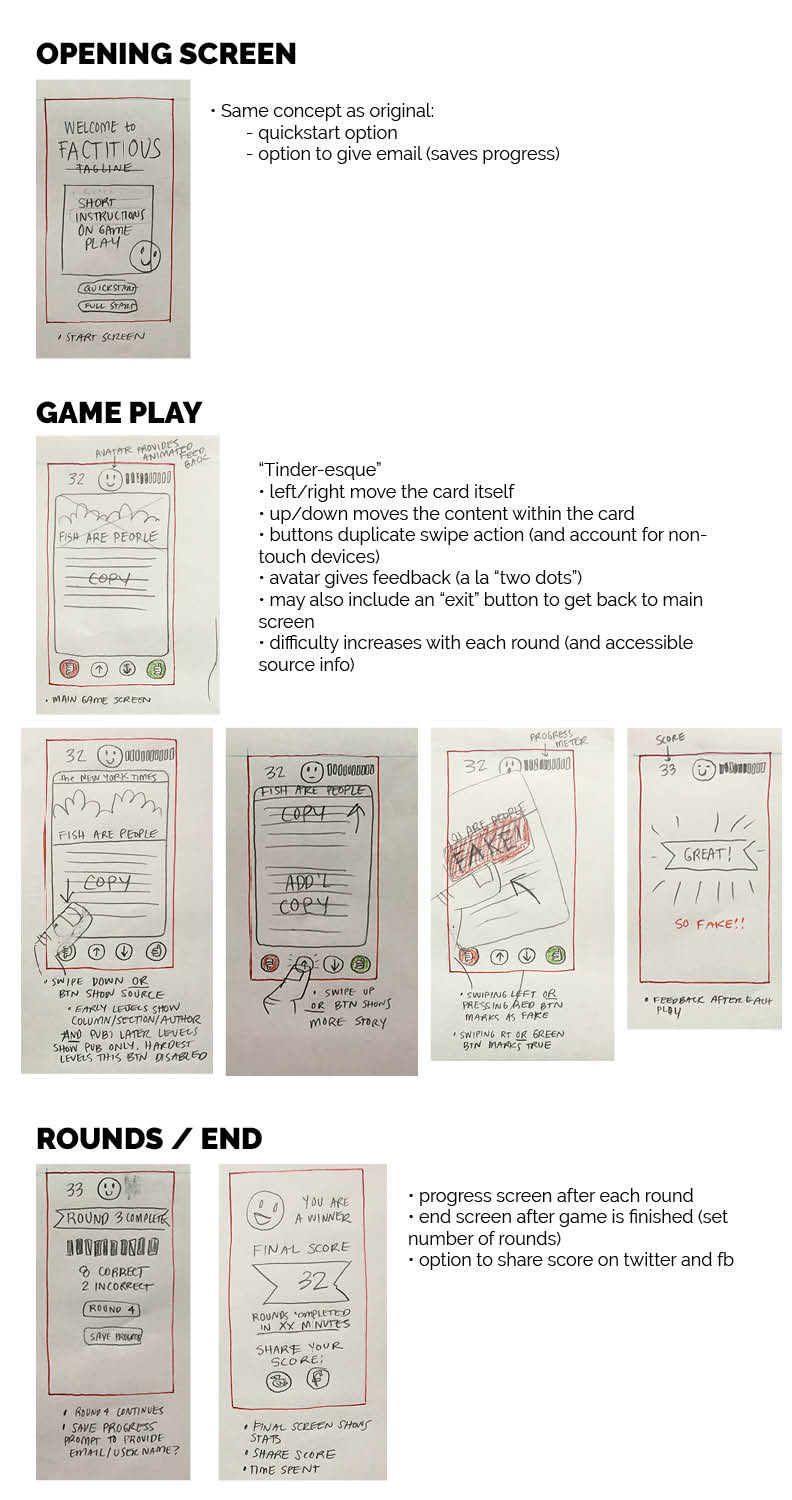 OPENING SCREEN
WELCOME to
FACTITIOUS
TAGLINE
SHORT
INSTRUCTIONS
ON GAME
PLAY
QUICKSTART
FULL START
• START SCREEN
• Same concept as original:
- quickstart option
- option to give email (saves progress)
GAME PLAY
AVATAR PROVIDES
ANIMATED
FEED
BACK
32
FISH ARE PEOPLE
COPY
• MAIN GAME SCREEN
“Tinder-esque”
• left/right move the card itself
• up/down moves the content within the card
• buttons duplicate swipe action (and account for non-
touch devices)
• avatar gives feedback (a la “two dots”)
• may also include an “exit” button to get back to main
screen
• difficulty increases with each round (and accessible
source info)
32
the NEW YORK TIMES
FISH ARE PEOPLE
COPY
• SWIPE DOWN OR
BTN SHOW SOURCE
• EARLY LEVELS SHOW
COLUMN/SECTION/AUTHOR
AND PUB) LATER LEVELS
SHOW PUB ONLY, HARDEST
LEVELS THIS BTN DISABLED
32
FISH ARE PEOPLE
COPY
ADD'L
COPY
• SWIPE UP
OR BTN SHOWS
MORE STORY
PROGRESS
METER
32
ARE PEOPLE
FAKE!
• SWIPING LEFT OR
PRESSING RED BTN
MARKS AS FAKE
• SWIPING RT OR GREEN
BTN MARKS TRUE
SCORE
33
GREAT!
SO FAKE!!
• FEEDBACK AFTER EACH
PLAY
ROUNDS / END
33
ROUND 3 COMPLETE
8 CORRECT
2 INCORRECT
ROUND 4
SAVE PROGRESS
• ROUND 4 CONTINUES
• SAVE PROGRESS
PROMPT TO PROVIDE
EMAIL/USER NAME?
YOU ARE
A WINNER
FINAL SCORE
32
ROUNDS COMPLETED
IN XX MINUTES
SHARE YOUR
SCORE:
• FINAL SCREEN SHOWS
STATS
• SHARE SCORE
• TIME SPENT
• progress screen after each round
• end screen after game is finished (set
number of rounds)
• option to share score on twitter and fb